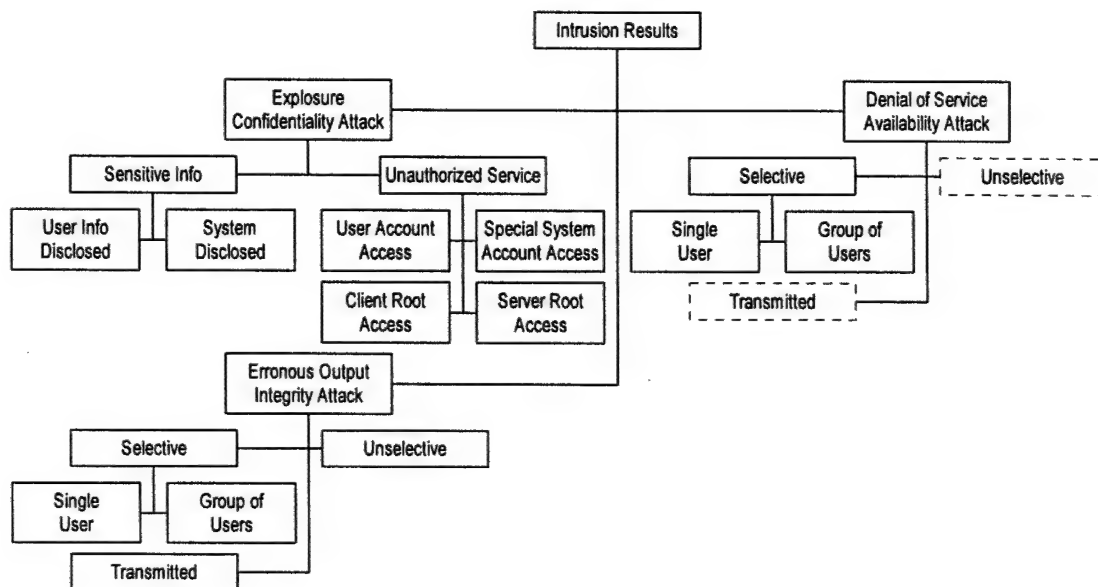 Intrusion Results
Explosure
Confidentiality Attack
Denial of Service
Availability Attack
Sensitive Info
Unauthorized Service
Selective
Unselective
User Info
Disclosed
System
Disclosed
User Account
Access
Special System
Account Access
Single
User
Group of
Users
Client Root
Access
Server Root
Access
Transmitted
Erronous Output
Integrity Attack
Selective
Unselective
Single
User
Group of
Users
Transmitted